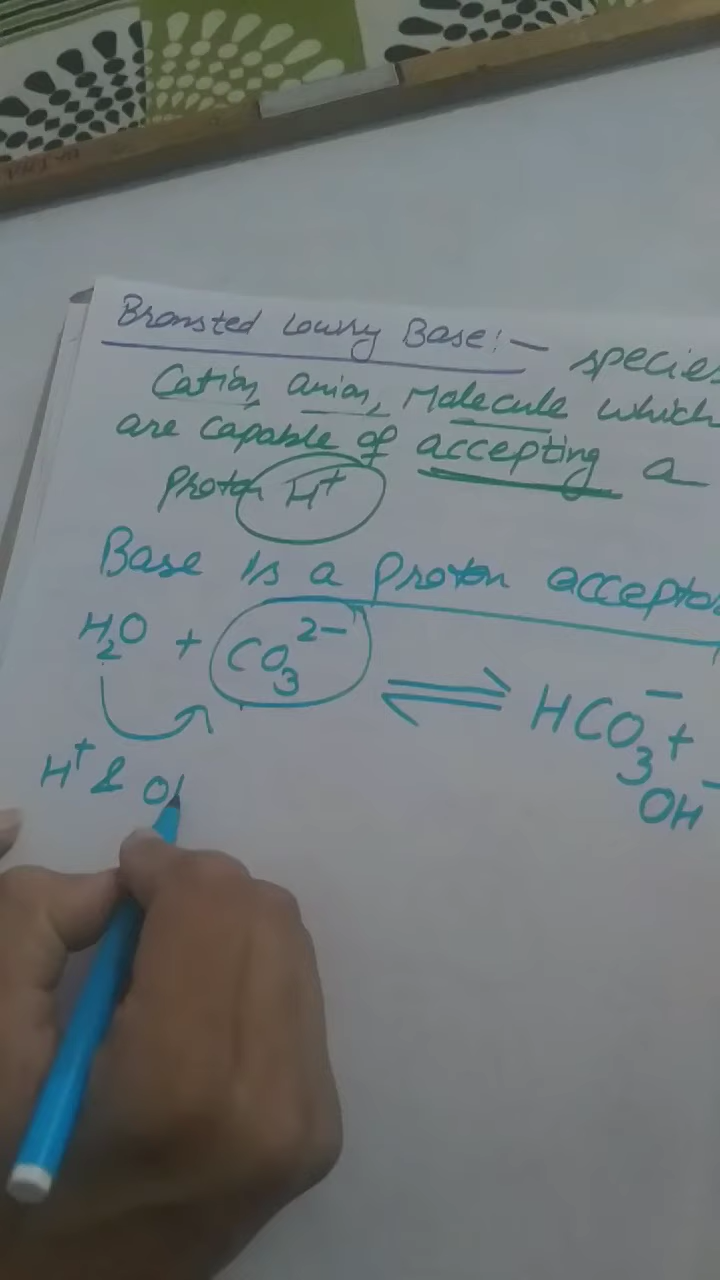 Bronsted Lowry Base:- species
Cation, anion, Molecule which
are capable of accepting a
Proton H⁺
Base is a Proton acceptor
H₂O + CO₃²⁻ ⇌ HCO₃⁻ +
OH⁻
H⁺ & OH